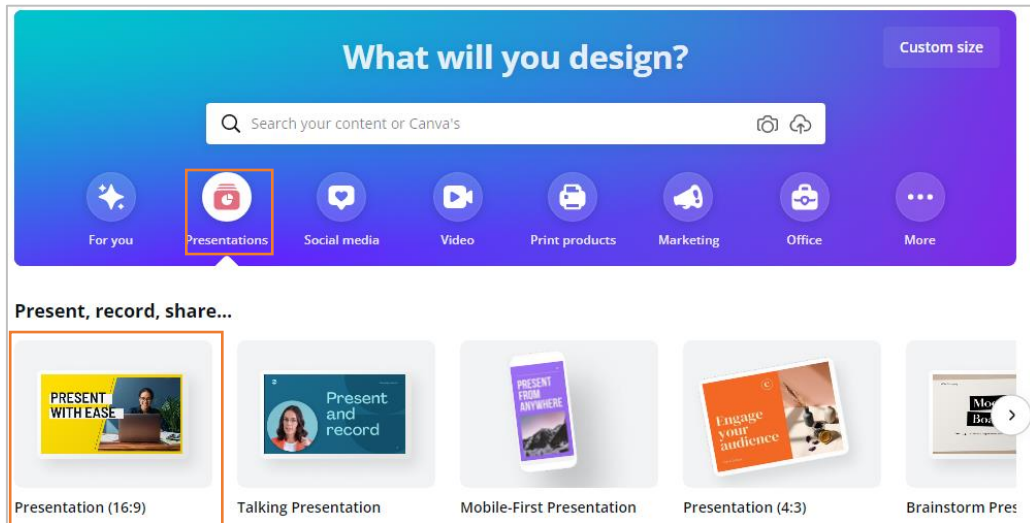 What will you design?
Custom size
Search your content or Canva's
For you
Presentations
Social media
Video
Print products
Marketing
Office
More
Present, record, share...
PRESENT
WITH EASE
Present
and
record
PRESENT
FROM
ANYWHERE
Engage
your
audience
Presentation (16:9)
Talking Presentation
Mobile-First Presentation
Presentation (4:3)
Brainstorm Pres